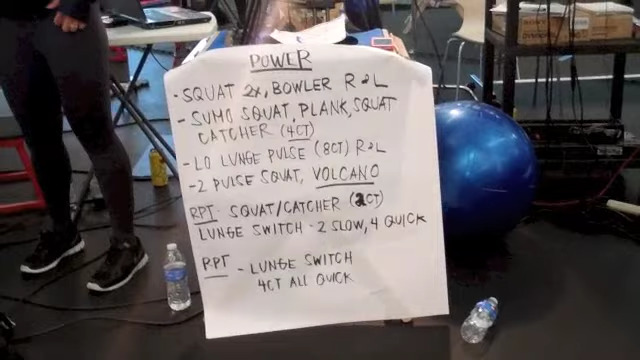 POWER
- SQUAT 2x, BOWLER R & L
- SUMO SQUAT, PLANK, SQUAT
CATCHER (4CT)
- LO LUNGE PULSE (8CT) R & L
- 2 PULSE SQUAT, VOLCANO
RPT - SQUAT/CATCHER (2CT)
LUNGE SWITCH - 2 SLOW, 4 QUICK
RPT - LUNGE SWITCH
4CT ALL QUICK